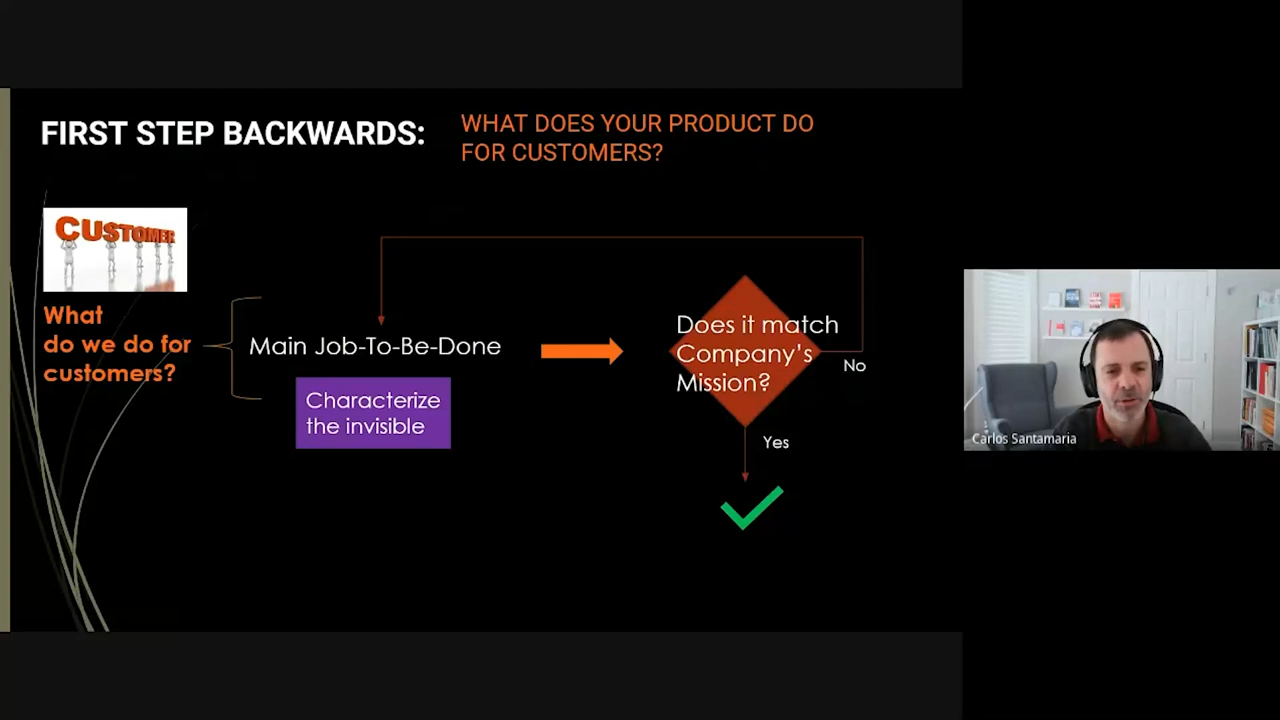 FIRST STEP BACKWARDS:
WHAT DOES YOUR PRODUCT DO
FOR CUSTOMERS?
CUSTOMER
What
do we do for
customers?
Main Job-To-Be-Done
Characterize
the invisible
Does it match
Company's
Mission?
No
Yes
Carlos Santamaria